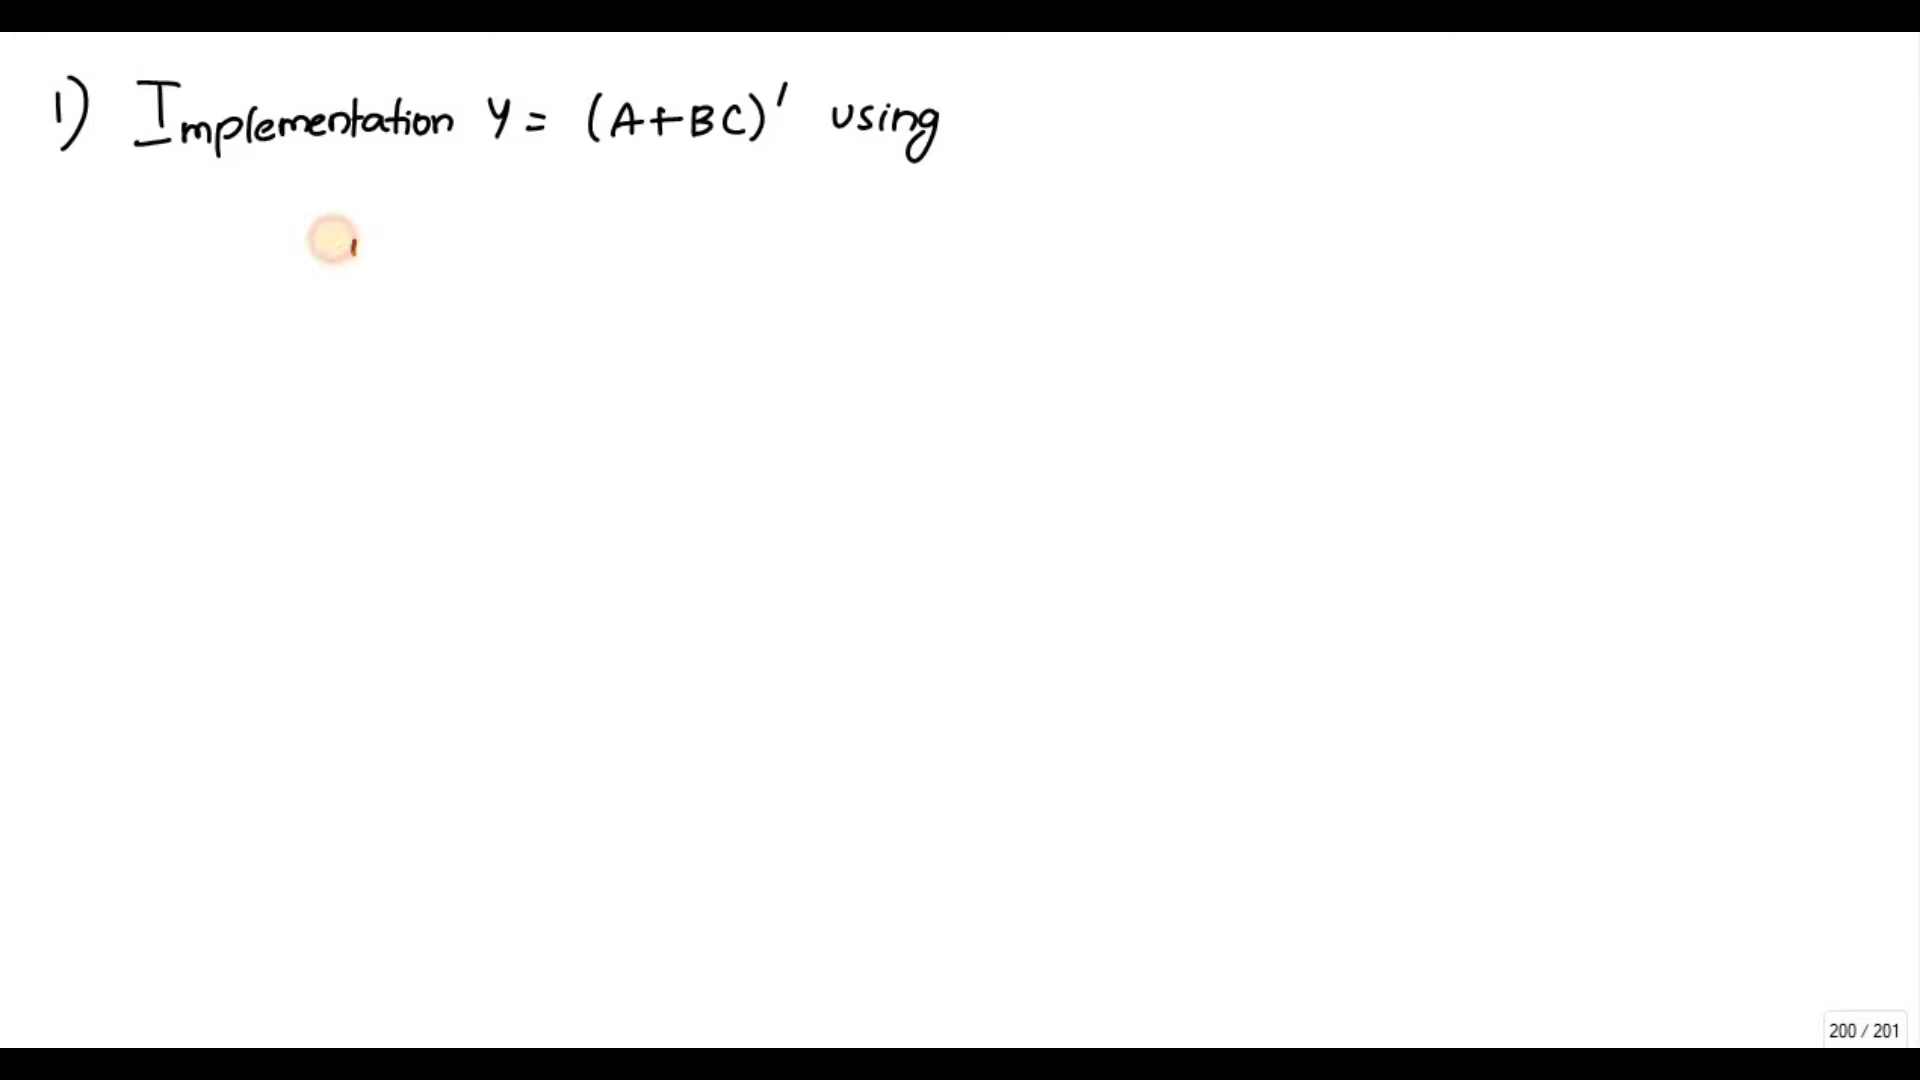 1) Implementation Y = (A+BC)' using
200 / 201